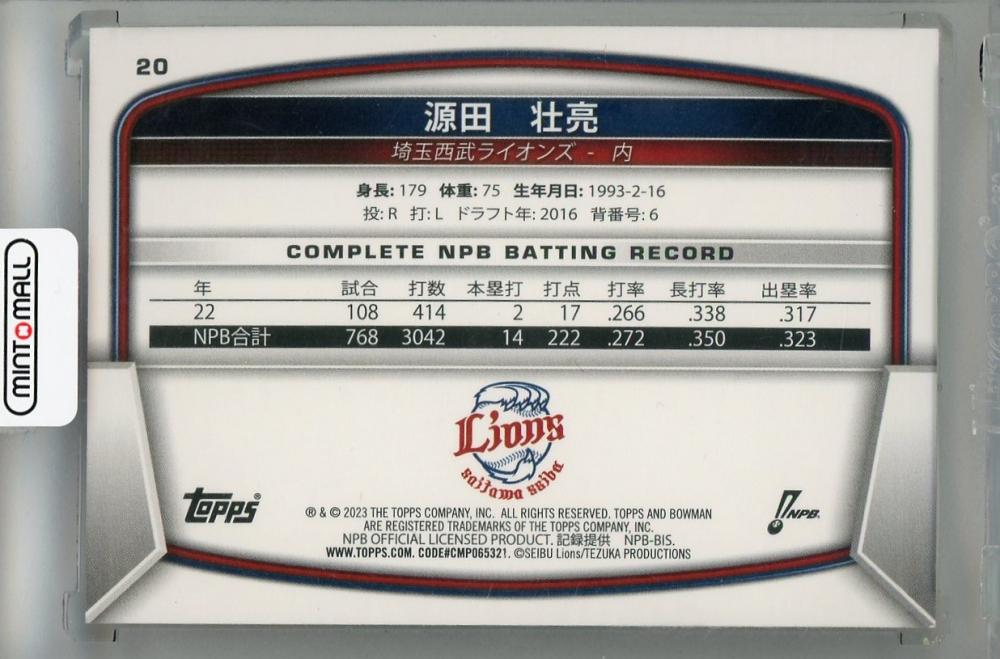 20
源田 壮亮
埼玉西武ライオンズ - 内
身長: 179 体重: 75 生年月日: 1993-2-16
投: R 打: L ドラフト年: 2016 背番号: 6
COMPLETE NPB BATTING RECORD
年 試合 打数 本塁打 打点 打率 長打率 出塁率
22 108 414 2 17 .266 .338 .317
NPB合計 768 3042 14 222 .272 .350 .323
MINT MALL
Lions
saitama seibu
topps®
® & © 2023 THE TOPPS COMPANY, INC. ALL RIGHTS RESERVED. TOPPS AND BOWMAN
ARE REGISTERED TRADEMARKS OF THE TOPPS COMPANY, INC.
NPB OFFICIAL LICENSED PRODUCT. 記録提供 NPB-BIS.
WWW.TOPPS.COM. CODE#CMP065321. ©SEIBU Lions/TEZUKA PRODUCTIONS
NPB